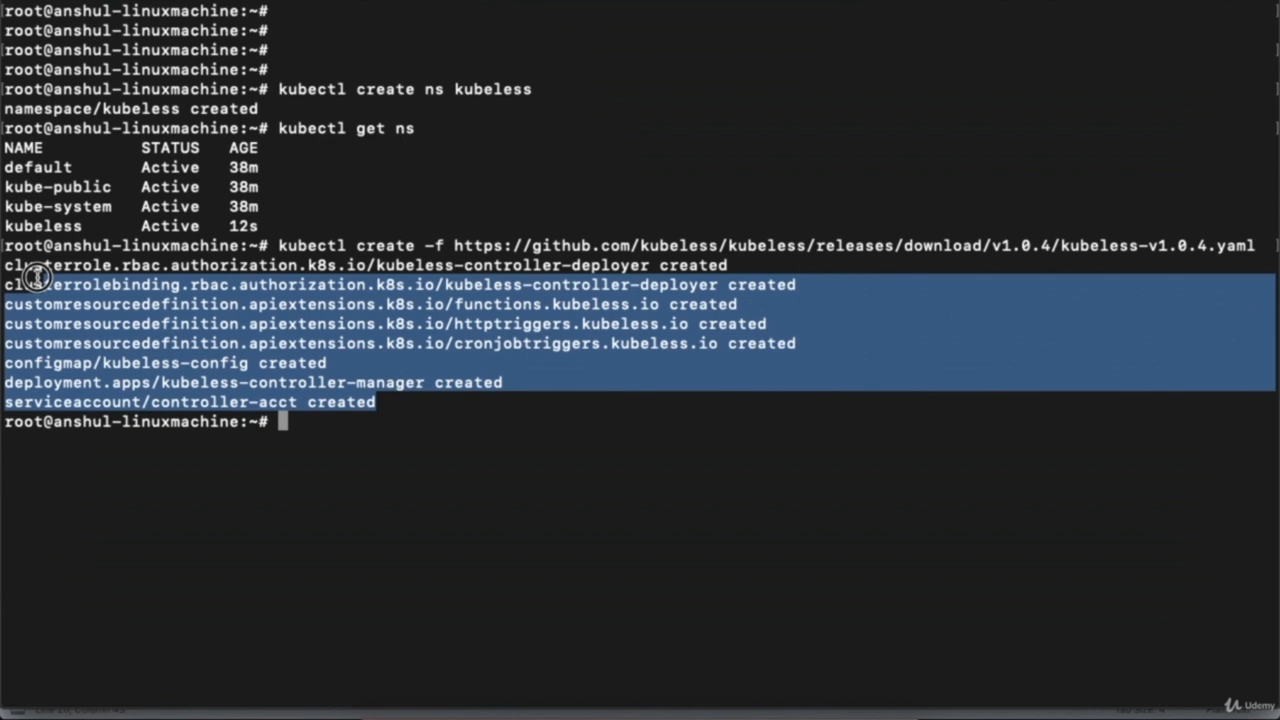 root@anshul-linuxmachine:~#
root@anshul-linuxmachine:~#
root@anshul-linuxmachine:~#
root@anshul-linuxmachine:~#
root@anshul-linuxmachine:~# kubectl create ns kubeless
namespace/kubeless created
root@anshul-linuxmachine:~# kubectl get ns
NAME STATUS AGE
default Active 38m
kube-public Active 38m
kube-system Active 38m
kubeless Active 12s
root@anshul-linuxmachine:~# kubectl create -f https://github.com/kubeless/kubeless/releases/download/v1.0.4/kubeless-v1.0.4.yaml
clusterrole.rbac.authorization.k8s.io/kubeless-controller-deployer created
clusterrolebinding.rbac.authorization.k8s.io/kubeless-controller-deployer created
customresourcedefinition.apiextensions.k8s.io/functions.kubeless.io created
customresourcedefinition.apiextensions.k8s.io/httptriggers.kubeless.io created
customresourcedefinition.apiextensions.k8s.io/cronjobtriggers.kubeless.io created
configmap/kubeless-config created
deployment.apps/kubeless-controller-manager created
serviceaccount/controller-acct created
root@anshul-linuxmachine:~#
Udemy